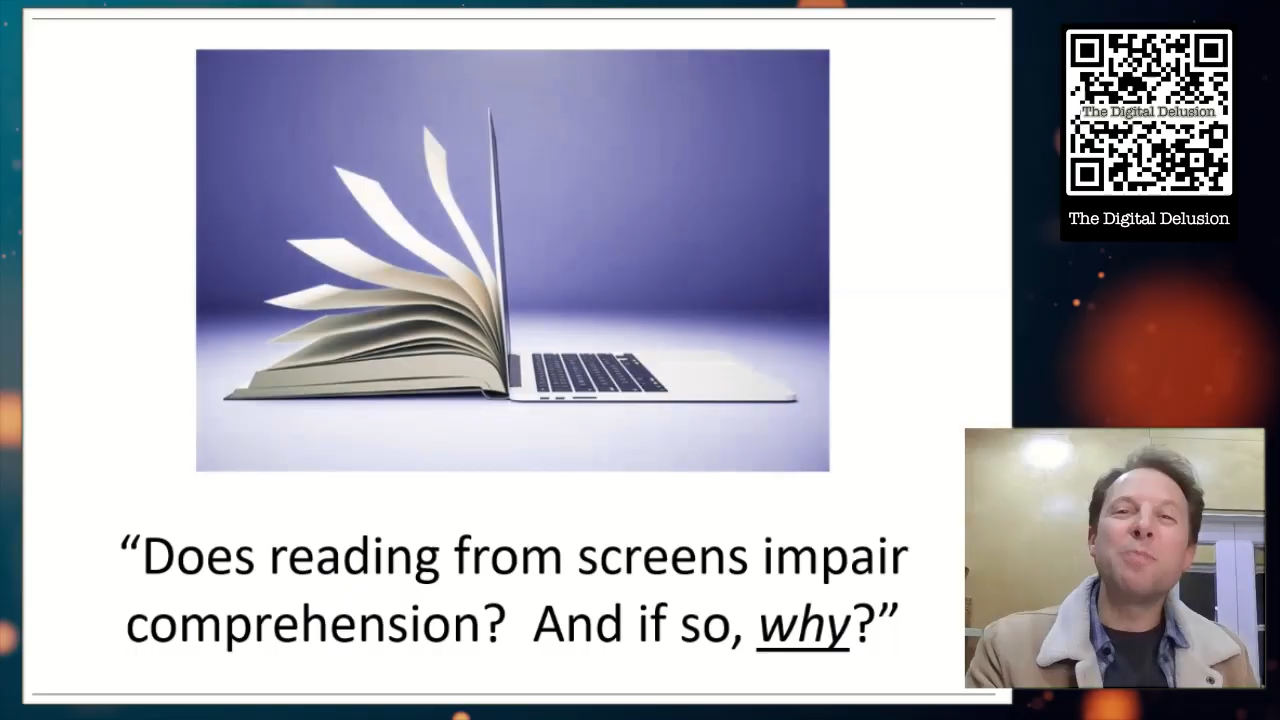 The Digital Delusion
The Digital Delusion
“Does reading from screens impair
comprehension?  And if so, why?”